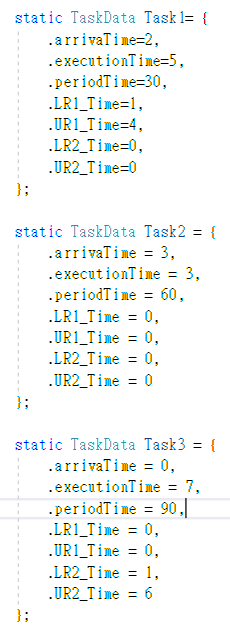 static TaskData Task1= {
.arrivaTime=2,
.executionTime=5,
.periodTime=30,
.LR1_Time=1,
.UR1_Time=4,
.LR2_Time=0,
.UR2_Time=0
};
static TaskData Task2 = {
.arrivaTime = 3,
.executionTime = 3,
.periodTime = 60,
.LR1_Time = 0,
.UR1_Time = 0,
.LR2_Time = 0,
.UR2_Time = 0
};
static TaskData Task3 = {
.arrivaTime = 0,
.executionTime = 7,
.periodTime = 90,
.LR1_Time = 0,
.UR1_Time = 0,
.LR2_Time = 1,
.UR2_Time = 6
};